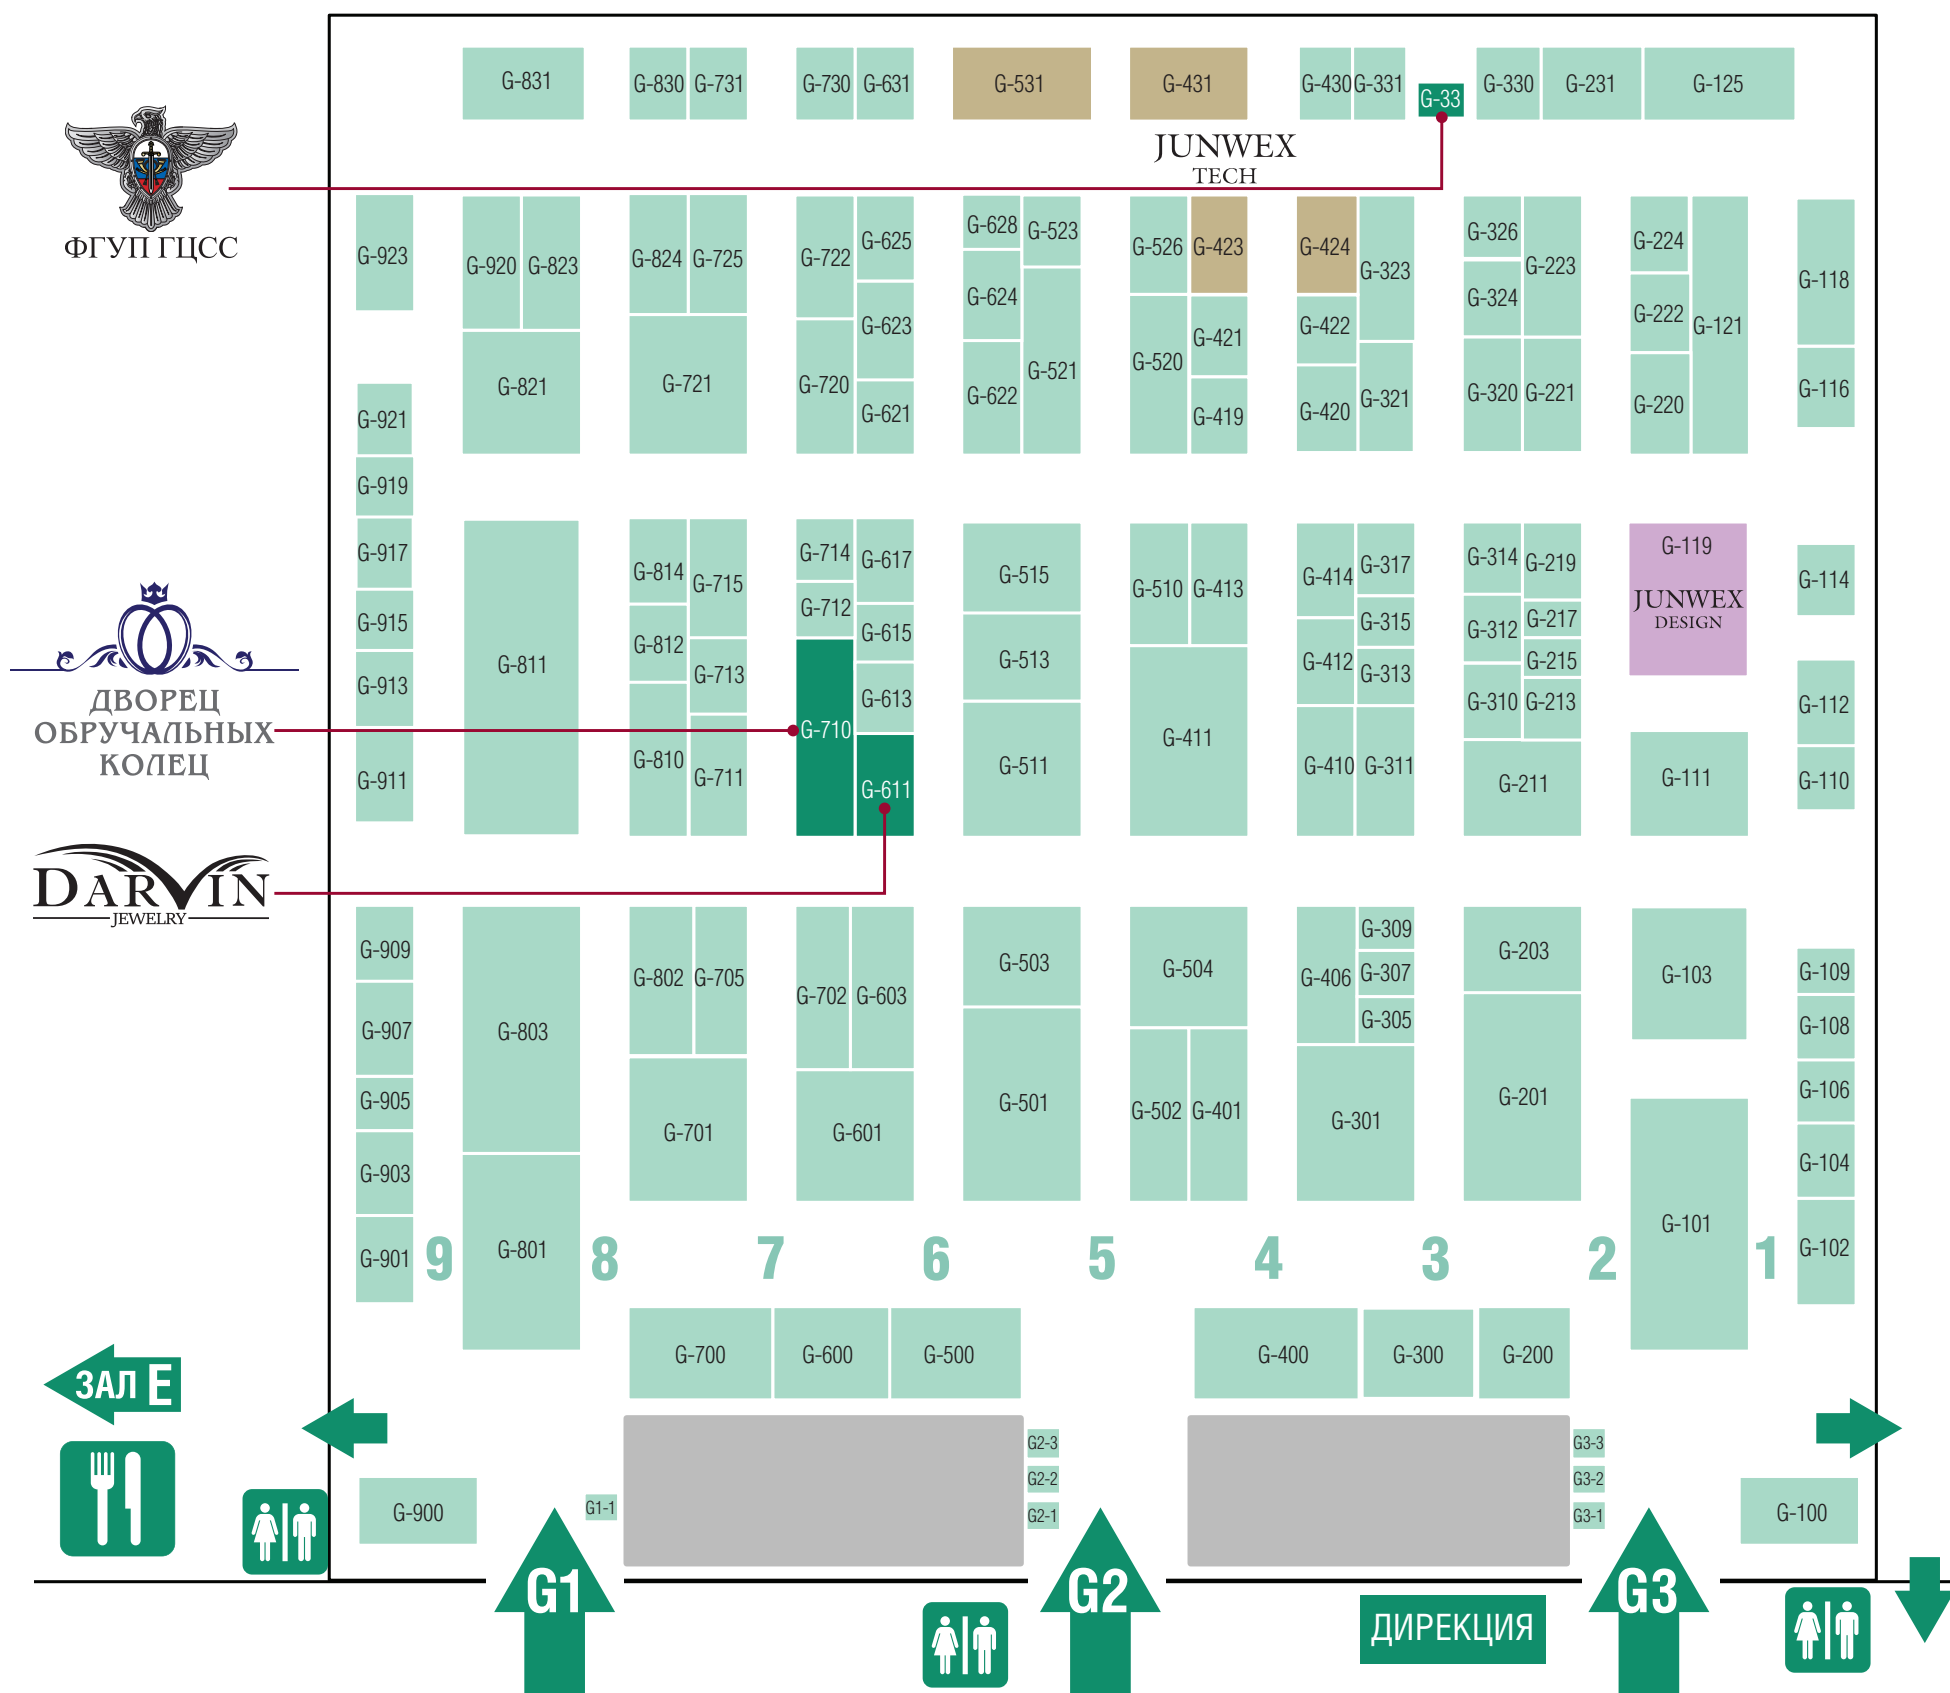 G-831
G-830
G-731
G-730
G-631
G-531
G-431
G-430
G-331
G-33
G-330
G-231
G-125
JUNWEX
TECH
ФГУП ГЦСС
G-923
G-920
G-823
G-824
G-725
G-722
G-625
G-628
G-523
G-526
G-423
G-424
G-323
G-326
G-223
G-224
G-118
G-624
G-324
G-222
G-121
G-623
G-421
G-422
G-821
G-721
G-720
G-621
G-622
G-521
G-520
G-419
G-420
G-321
G-320
G-221
G-220
G-116
G-921
G-919
G-917
G-915
G-913
G-911
G-811
G-814
G-715
G-812
G-713
G-810
G-711
G-714
G-617
G-712
G-615
G-613
G-710
G-611
G-515
G-513
G-511
G-510
G-413
G-411
G-414
G-317
G-315
G-412
G-313
G-410
G-311
G-314
G-219
G-312
G-217
G-215
G-310
G-213
G-211
G-119
JUNWEX
DESIGN
G-111
G-114
G-112
G-110
ДВОРЕЦ
ОБРУЧАЛЬНЫХ
КОЛЕЦ
DARVIN
JEWELRY
G-909
G-907
G-905
G-903
G-901
G-803
G-801
G-802
G-705
G-701
G-702
G-603
G-601
G-503
G-501
G-504
G-502
G-401
G-406
G-309
G-307
G-305
G-301
G-203
G-201
G-103
G-101
G-109
G-108
G-106
G-104
G-102
9
8
7
6
5
4
3
2
1
G-700
G-600
G-500
G-400
G-300
G-200
ЗАЛ E
G2-3
G2-2
G2-1
G3-3
G3-2
G3-1
G-900
G1-1
G-100
G1
G2
G3
ДИРЕКЦИЯ